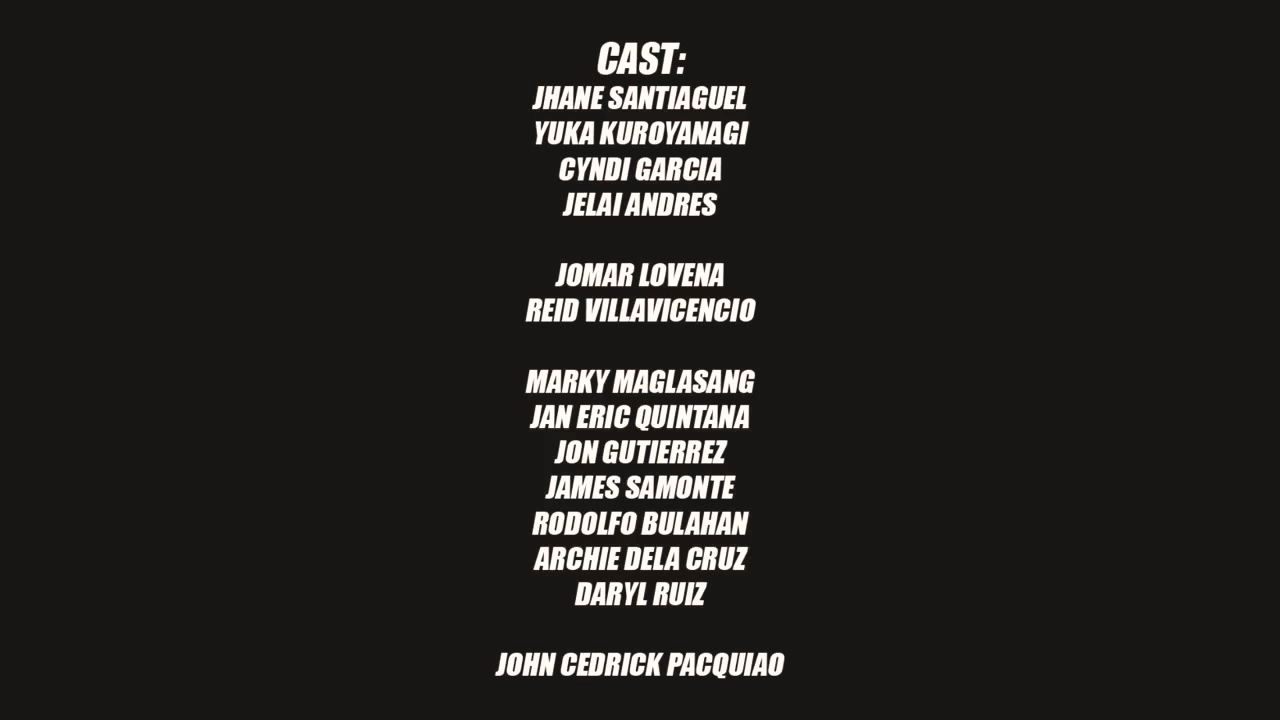 CAST:
JHANE SANTIAGUEL
YUKA KUROYANAGI
CYNDI GARCIA
JELAI ANDRES
JOMAR LOVENA
REID VILLAVICENCIO
MARKY MAGLASANG
JAN ERIC QUINTANA
JON GUTIERREZ
JAMES SAMONTE
RODOLFO BULAHAN
ARCHIE DELA CRUZ
DARYL RUIZ
JOHN CEDRICK PACQUIAO